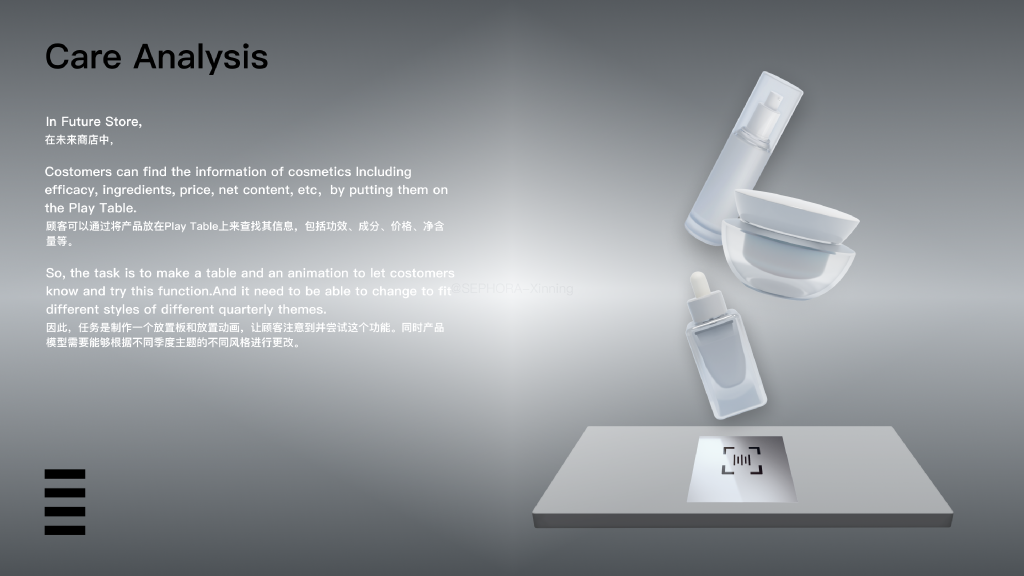 Care Analysis
In Future Store,
在未来商店中,
Costomers can find the information of cosmetics Including
efficacy, ingredients, price, net content, etc, by putting them on
the Play Table.
顾客可以通过将产品放在Play Table上来查找其信息，包括功效、成分、价格、净含
量等。
So, the task is to make a table and an animation to let costomers
know and try this function.And it need to be able to change to fit
different styles of different quarterly themes.
因此，任务是制作一个放置板和放置动画，让顾客注意到并尝试这个功能。同时产品
模型需要能够根据不同季度主题的不同风格进行更改。